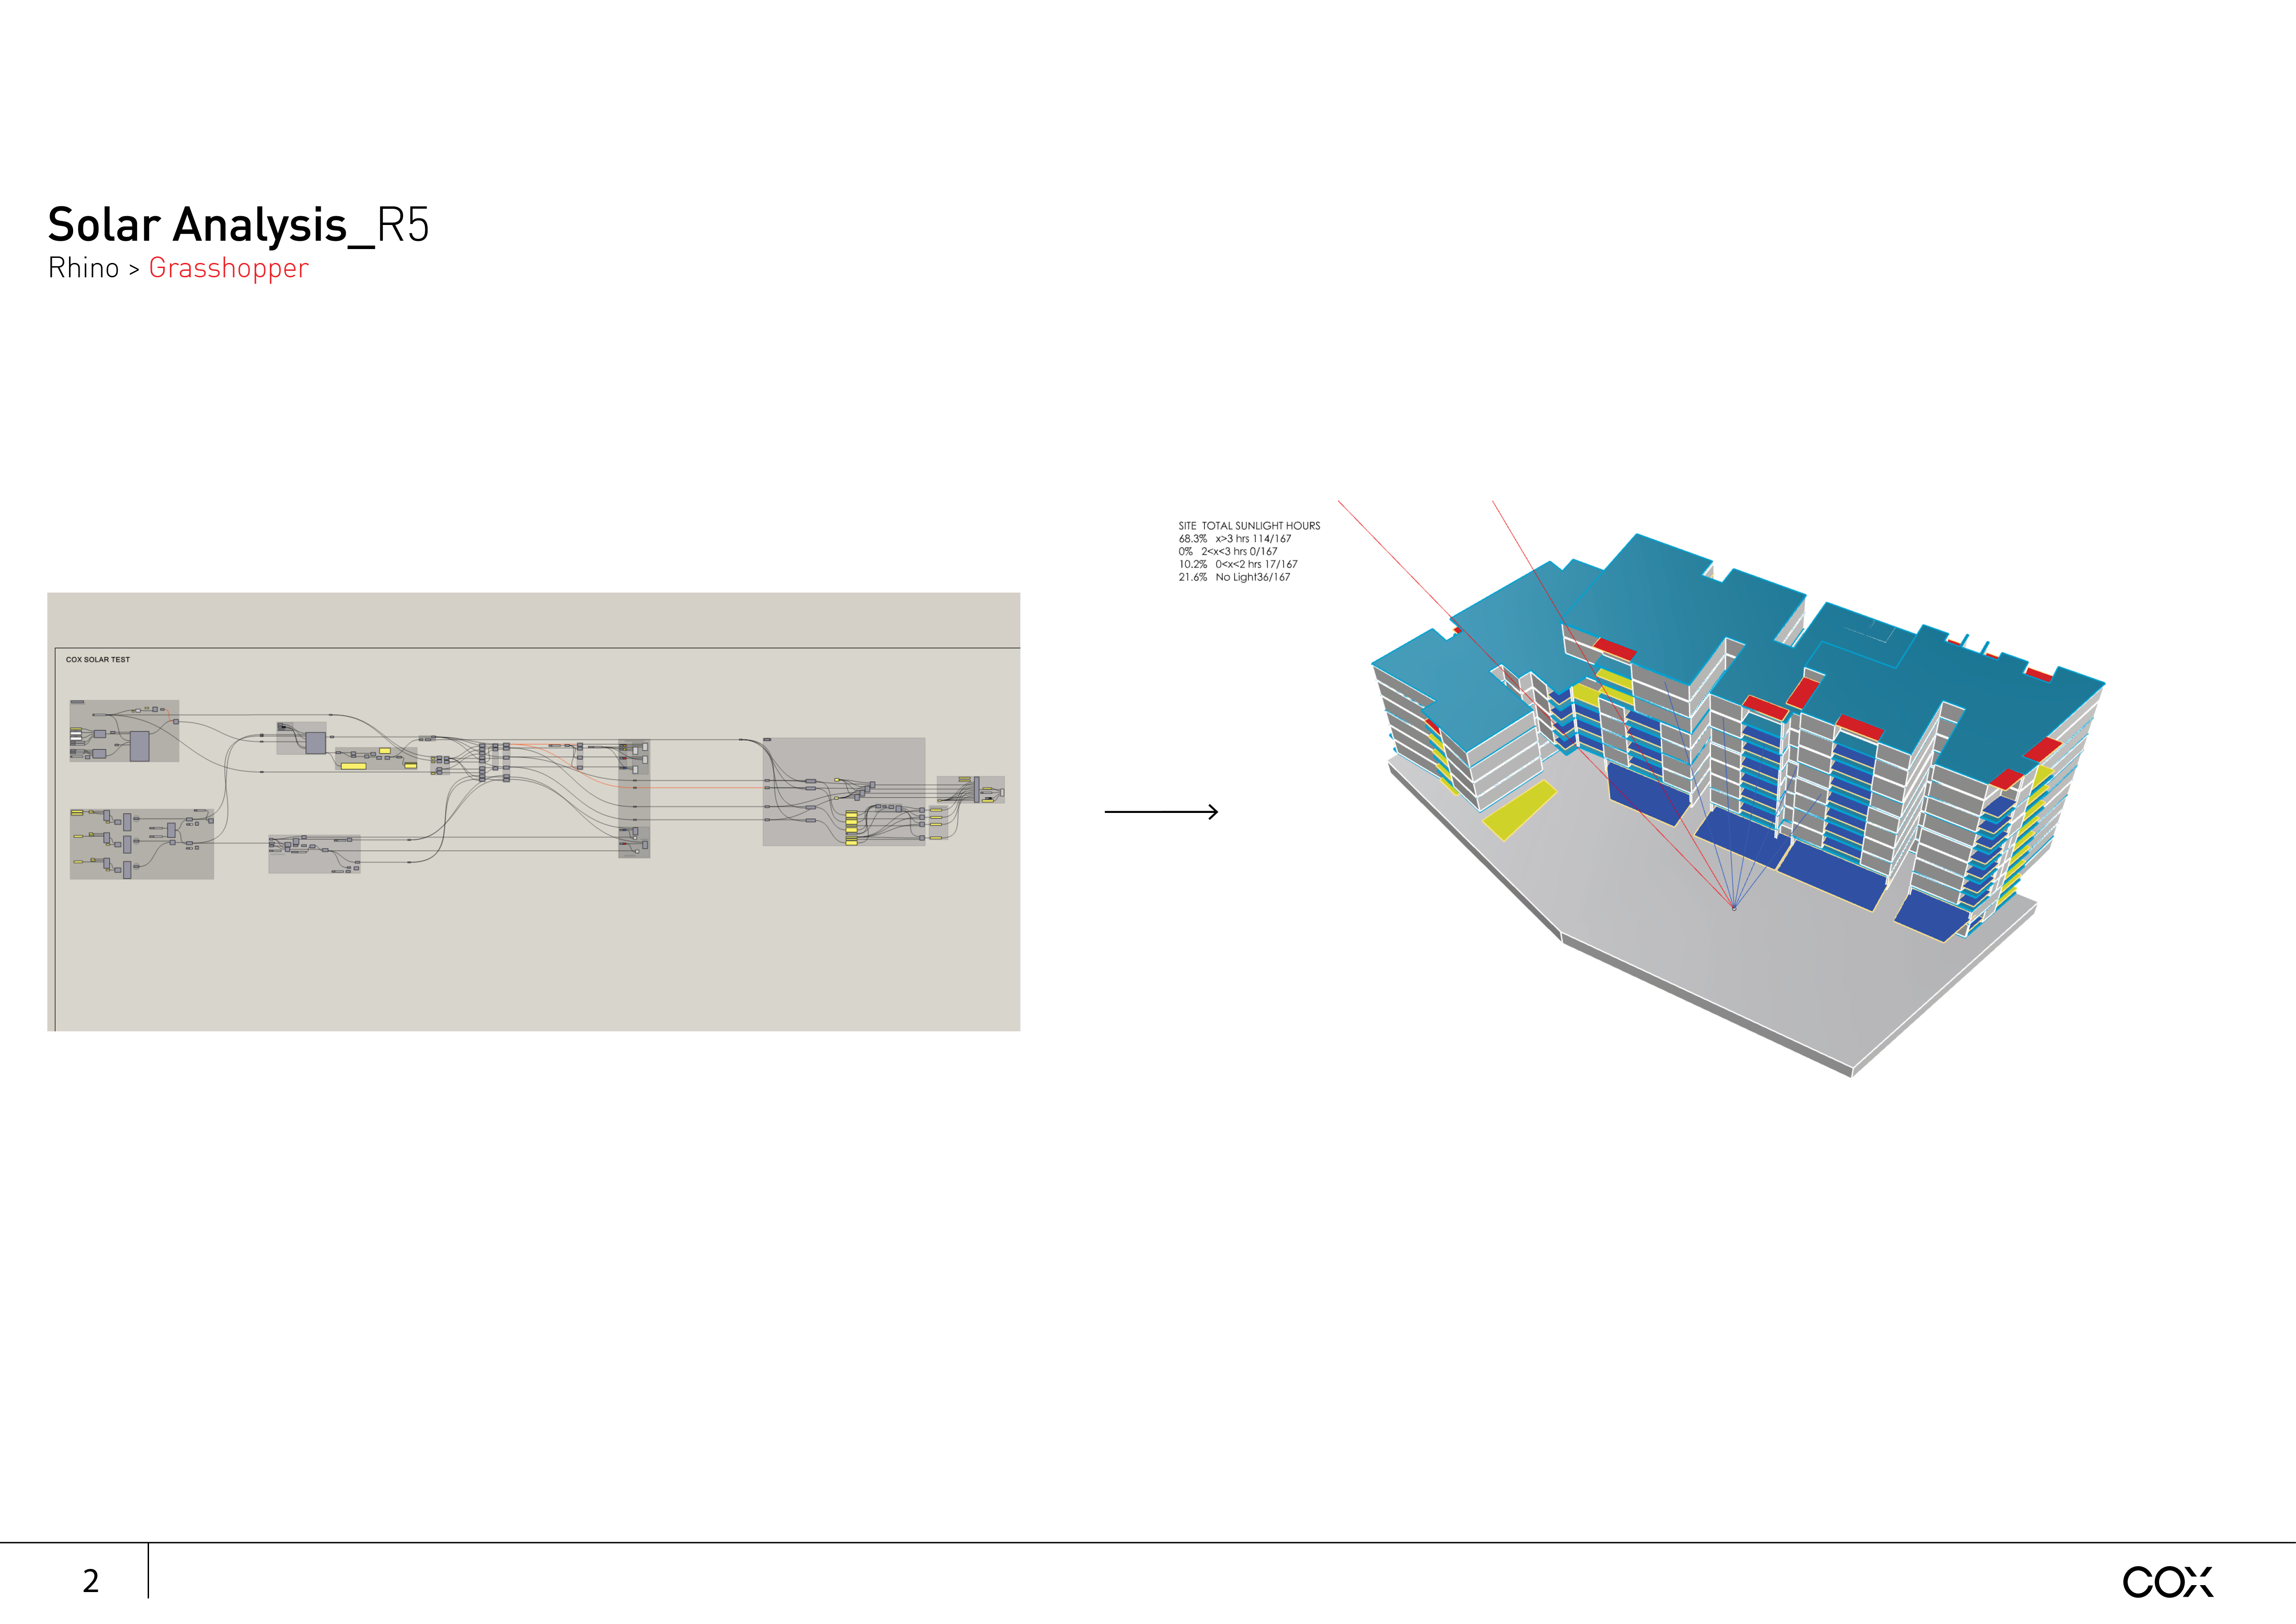 Solar Analysis_R5
Rhino > Grasshopper
COX SOLAR TEST
SITE TOTAL SUNLIGHT HOURS
68.3% x>3 hrs 114/167
0% 2<x<3 hrs 0/167
10.2% 0<x<2 hrs 17/167
21.6% No Light36/167
2
COX